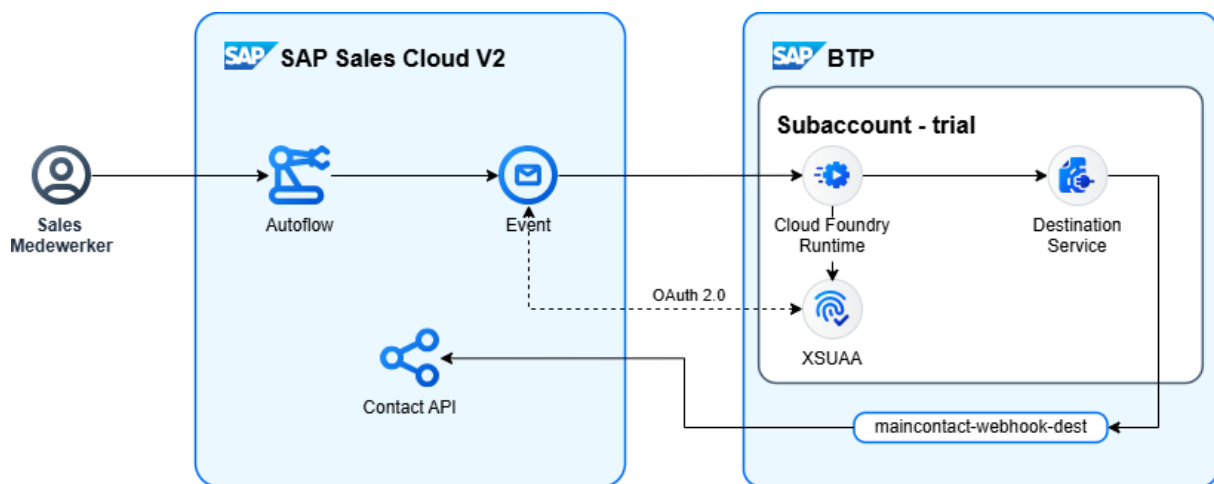 SAP SAP Sales Cloud V2
SAP BTP
Subaccount - trial
Sales
Medewerker
Autoflow
Event
Cloud Foundry
Runtime
Destination
Service
OAuth 2.0
XSUAA
Contact API
maincontact-webhook-dest